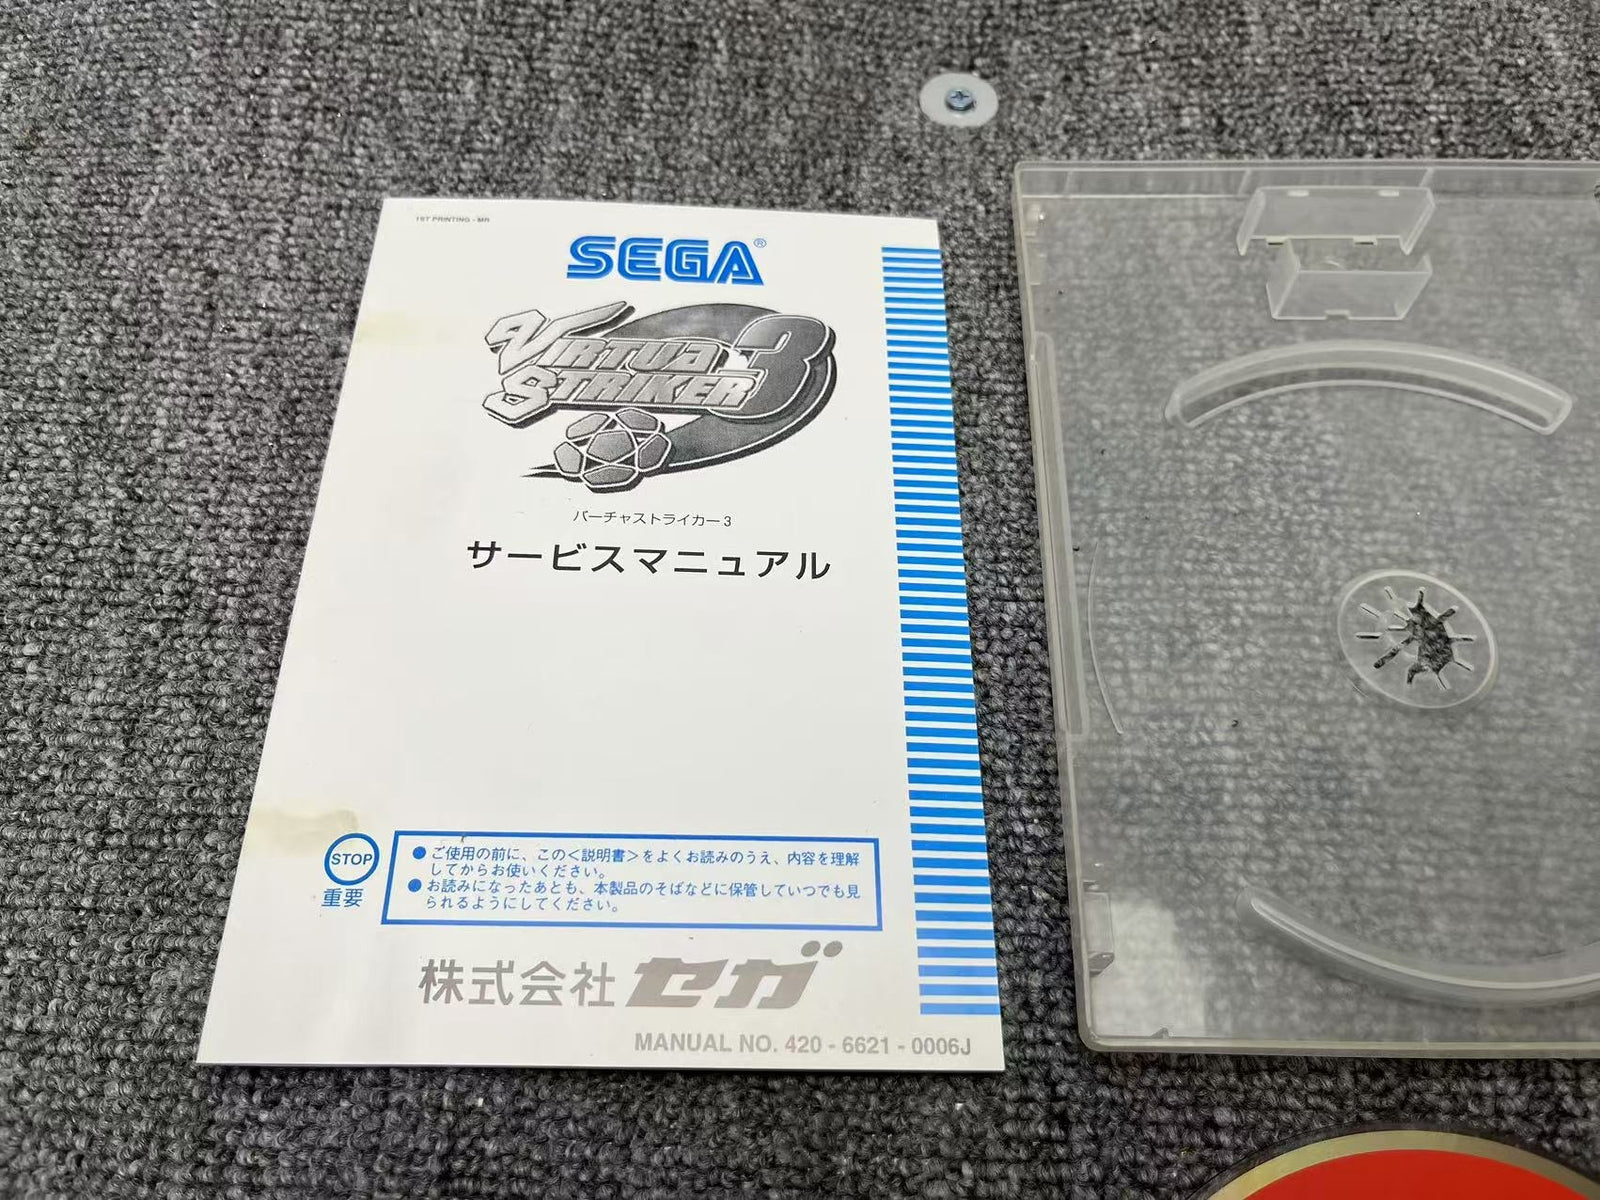 1ST PRINTING - MR
SEGA®
VIRTUA
STRIKER 3
バーチャストライカー3
サービスマニュアル
STOP
重要
●ご使用の前に、この<説明書>をよくお読みのうえ、内容を理解
してからお使いください。
●お読みになったあとも、本製品のそばなどに保管していつでも見
られるようにしてください。
株式会社 セガ
MANUAL NO. 420 - 6621 - 0006J